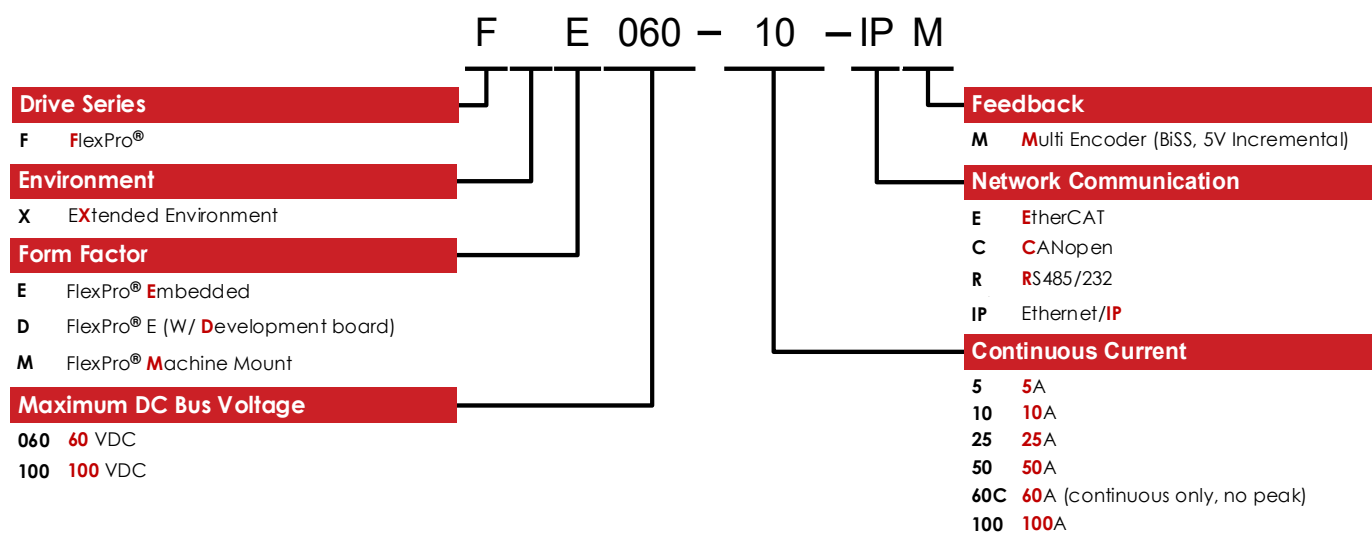 F E 060 – 10 – IP M
Drive Series
F FlexPro®
Environment
X EXtended Environment
Form Factor
E FlexPro® Embedded
D FlexPro® E (W/ Development board)
M FlexPro® Machine Mount
Maximum DC Bus Voltage
060 60 VDC
100 100 VDC
Feedback
M Multi Encoder (BiSS, 5V Incremental)
Network Communication
E EtherCAT
C CANopen
R RS485/232
IP Ethernet/IP
Continuous Current
5 5A
10 10A
25 25A
50 50A
60C 60A (continuous only, no peak)
100 100A